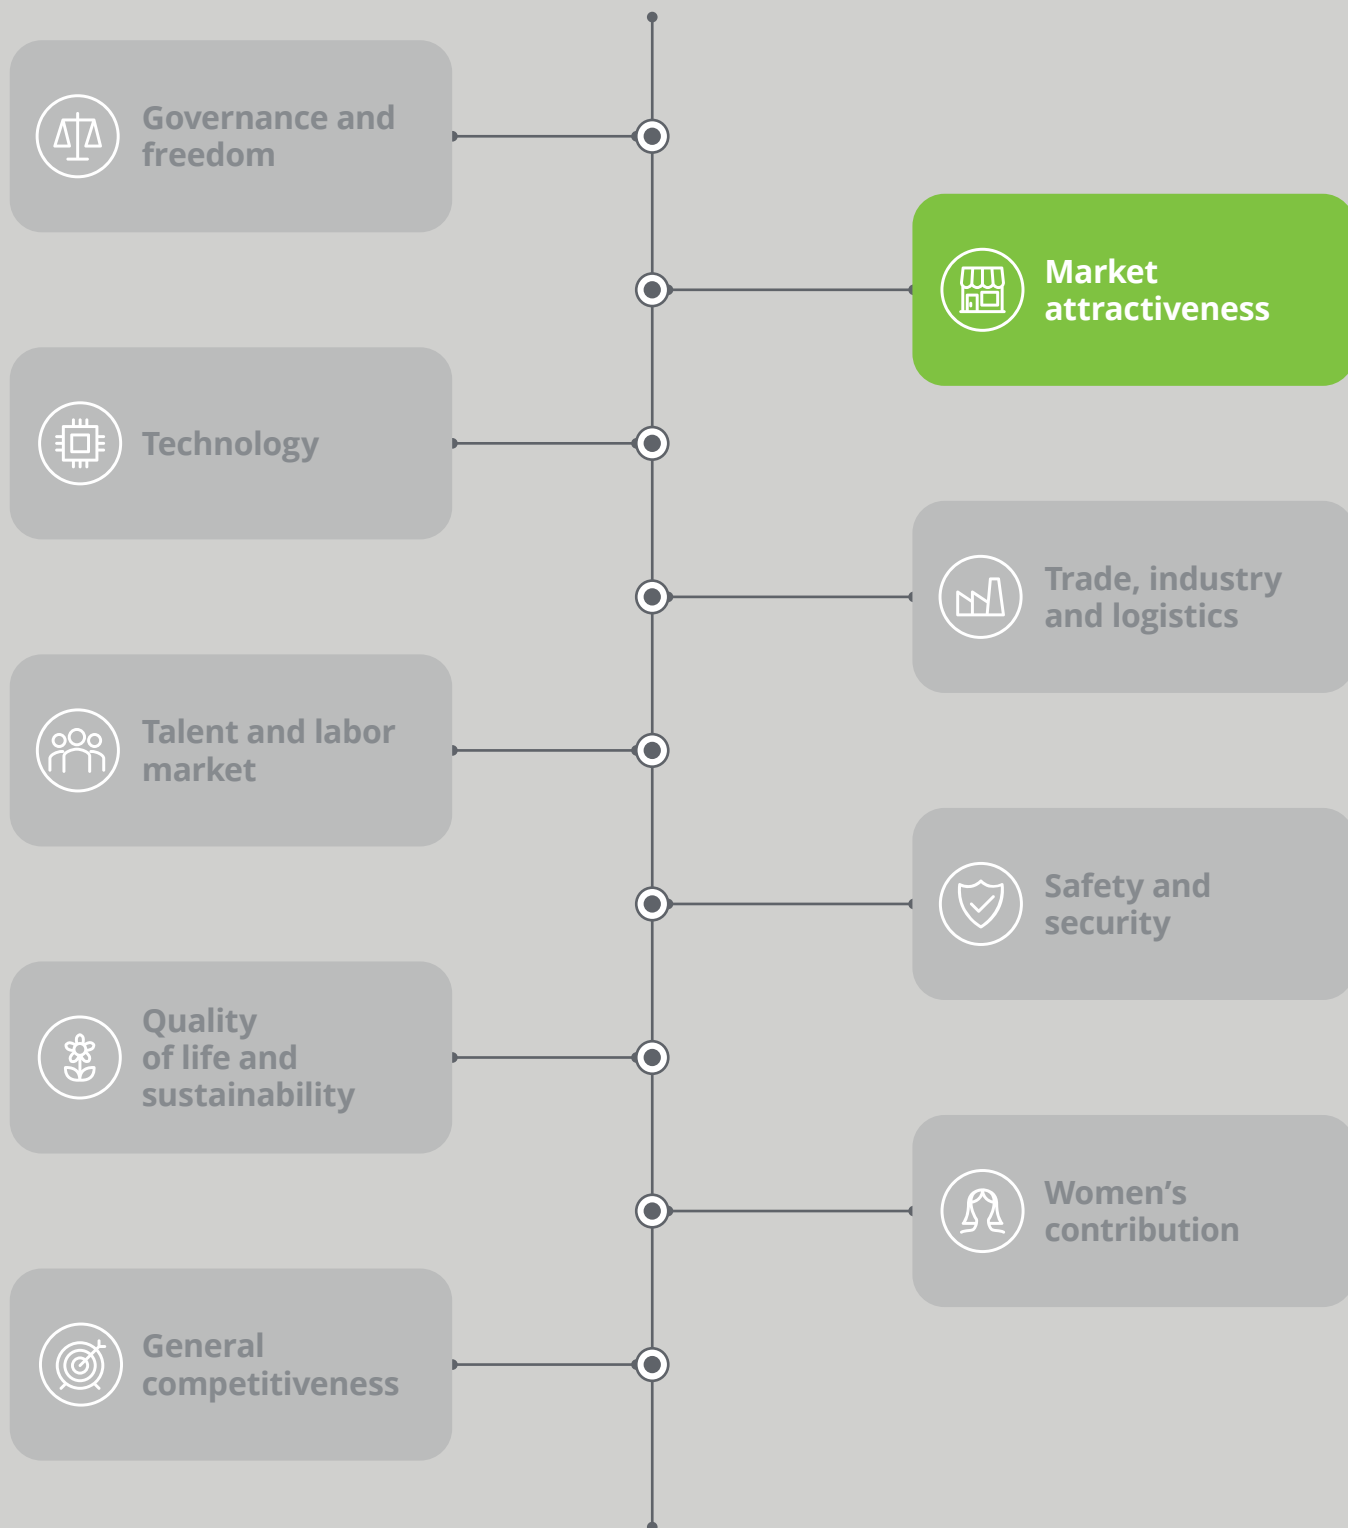 Governance and
freedom
Market
attractiveness
Technology
Trade, industry
and logistics
Talent and labor
market
Safety and
security
Quality
of life and
sustainability
Women’s
contribution
General
competitiveness